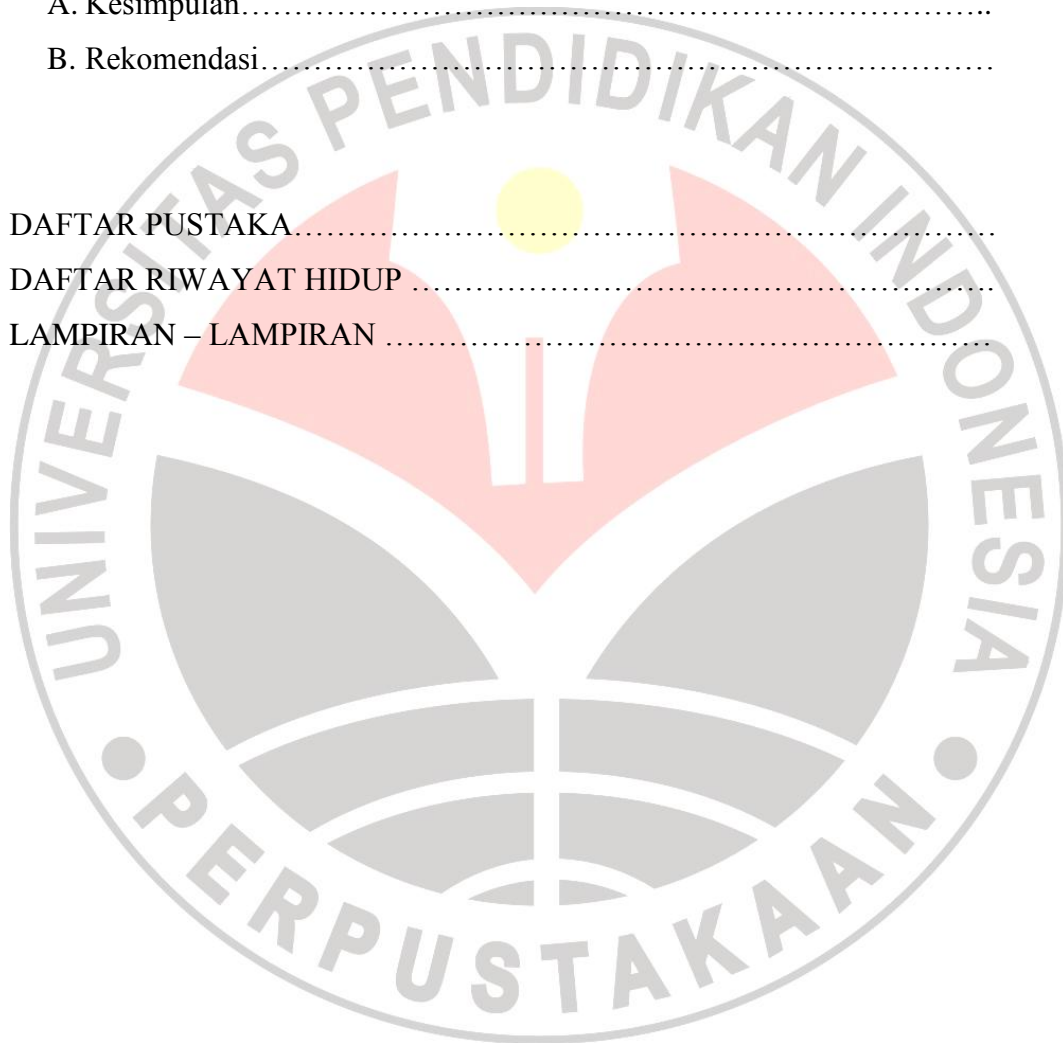 A. Kesimpulan…………………………………………………………………..
B. Rekomendasi……………………………………………………………
DAFTAR PUSTAKA…………………………………………………………
DAFTAR RIWAYAT HIDUP ……………………………………………….
LAMPIRAN – LAMPIRAN …………………………………………………
UNIVERSITAS PENDIDIKAN INDONESIA
PERPUSTAKAAN